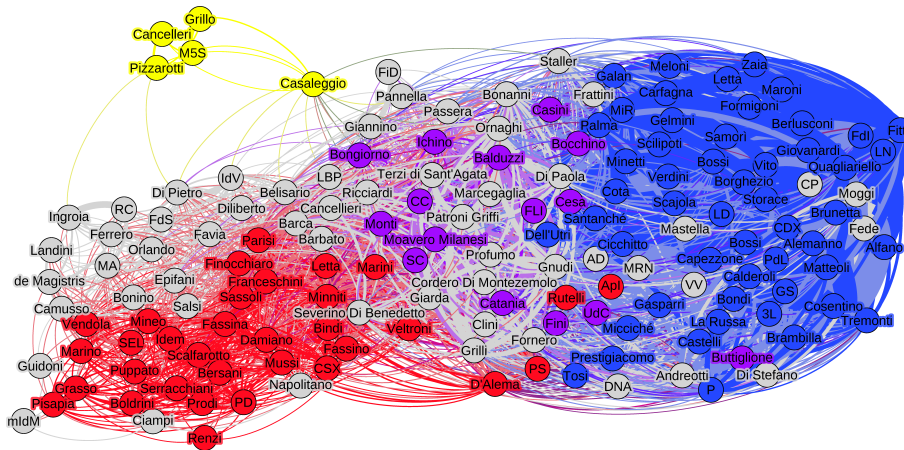 Grillo
Cancelleri
M5S
Pizzarotti
Casaleggio
FiD
Pannella
Staller
Galan
Meloni
Zaia
Letta
Maroni
Bonanni
Frattini
Carfagna
Formigoni
Passera
Casini
MiR
Palma
Gelmini
Samorì
Berlusconi
FdI
Fitt
Giannino
Ornaghi
Ichino
Bocchino
Scilipoti
Giovanardi
LN
Bongiorno
Balduzzi
Minetti
Bossi
Vito
Quagliariello
IdV
LBP
Terzi di Sant'Agata
Di Paola
Verdini
Borghezio
CP
Moggi
Di Pietro
Belisario
Ricciardi
Marcegaglia
Cota
Scajola
Storace
Ingroia
RC
FdS
Diliberto
Cancellieri
CC
Patroni Griffi
FLI
Cesa
Santanché
LD
Brunetta
Ferrero
Favia
Barca
Monti
Dell'Utri
Mastella
CDX
Fede
Landini
Orlando
Parisi
Barbato
Moavero Milanesi
Cicchitto
Bossi
Alemanno
Alfano
MA
Finocchiaro
Letta
Marini
SC
Profumo
Gnudi
AD
MRN
Capezzone
PdL
Matteoli
de Magistris
Epifani
Franceschini
Cordero Di Montezemolo
Calderoli
Bonino
Salsi
Sassoli
Minniti
Giarda
Catania
Rutelli
ApI
VV
GS
Camusso
Severino
Di Benedetto
Gasparri
Bondi
Cosentino
Vendola
Mineo
Fassina
Bindi
Veltroni
Clini
Fini
UdC
Micciché
La Russa
3L
Tremonti
SEL
Idem
Damiano
Fornero
Castelli
Brambilla
Marino
Scalfarotto
Fassino
Grilli
Prestigiacomo
Buttiglione
Guidoni
Puppato
Bersani
Mussi
CSX
PS
Tosi
Andreotti
Di Stefano
Grasso
Serracchiani
Napolitano
D'Alema
DNA
P
Pisapia
Boldrini
Prodi
PD
mIdM
Ciampi
Renzi